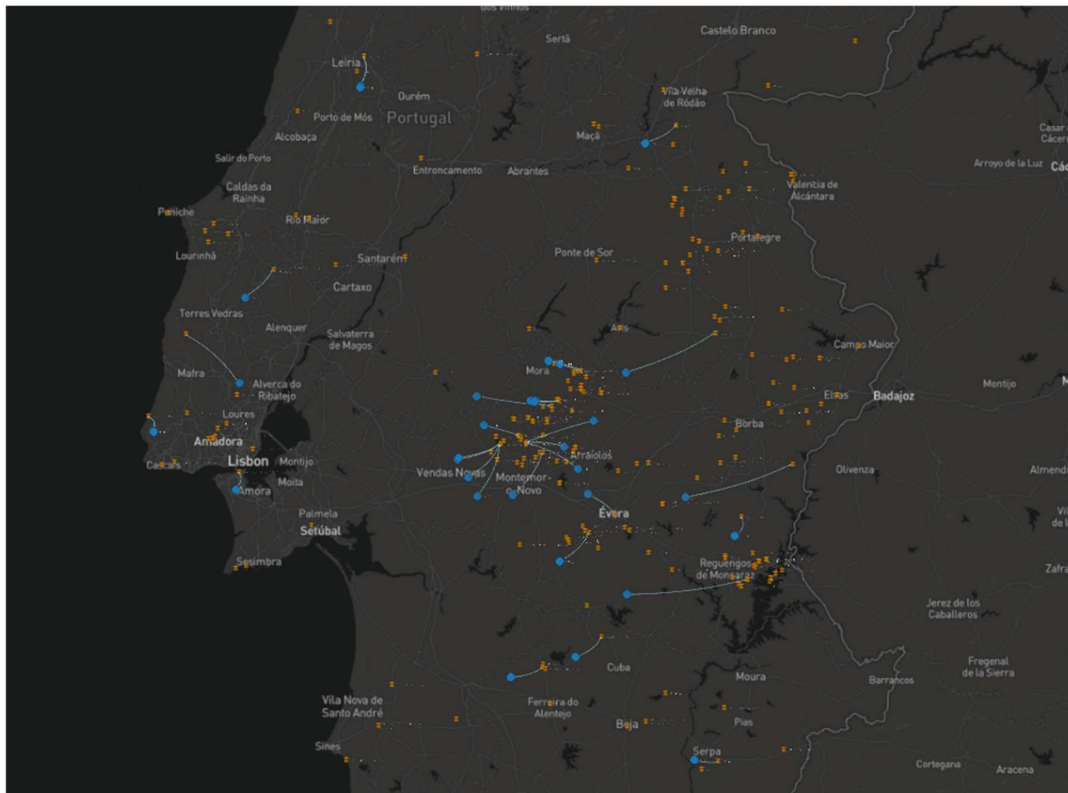 dos Vinhos
Sertã
Castelo Branco
Leiria
Ourém
Vila Velha
de Ródão
Porto de Mós
Portugal
Maçã
Alcobaça
Salir do Porto
Entroncamento
Abrantes
Arroyo de la Luz
Caldas da
Rainha
Valencia de
Alcántara
Peniche
Rio Maior
Portalegre
Lourinhã
Santarém
Ponte de Sor
Cartaxo
Torres Vedras
Alenquer
Salvaterra
de Magos
Avis
Campo Maior
Mafra
Mora
Alverca do
Ribatejo
Montijo
Elvas
Badajoz
Loures
Borba
Amadora
Arraiolos
Cascais
Lisbon
Montijo
Vendas Novas
Montemor-
o-Novo
Olivenza
Moita
Amora
Palmela
Évora
Setúbal
Sesimbra
Reguengos
de Monsaraz
Jerez de los
Caballeros
Cuba
Moura
Barrancos
Fregenal
de la Sierra
Vila Nova de
Santo André
Ferreira do
Alentejo
Beja
Pias
Sines
Serpa
Cortegana
Aracena